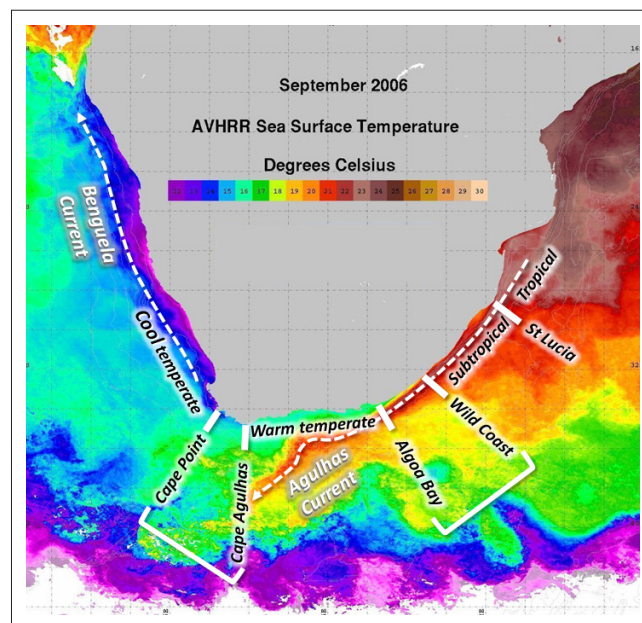 September 2006
AVHRR Sea Surface Temperature
Degrees Celsius
12 13 14 15 16 17 18 19 20 21 22 23 24 25 26 27 28 29 30
Benguela
Current
Tropical
Subtropical
St Lucia
Cool temperate
Warm temperate
Wild Coast
Cape Point
Cape Agulhas
Agulhas
Current
Algoa Bay